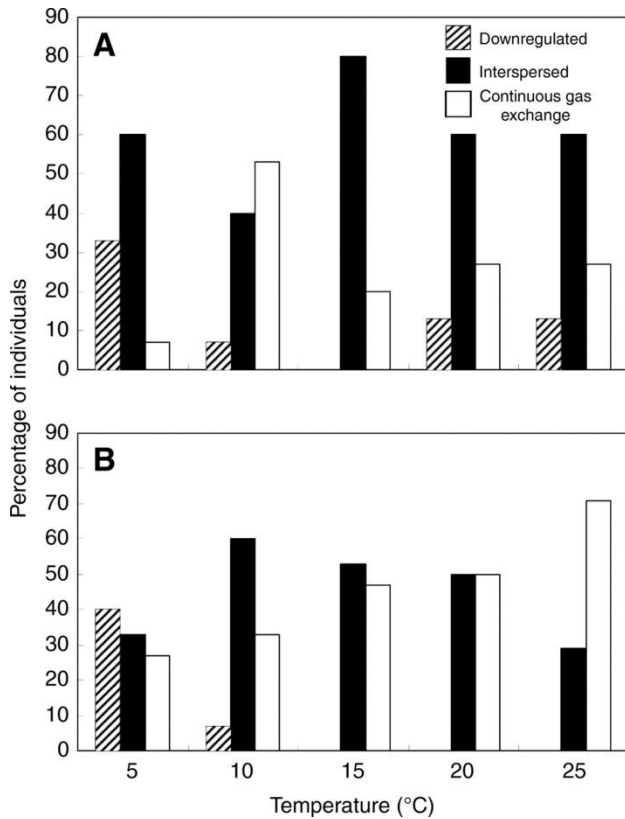 90
80
70
60
50
40
30
20
10
0
A
Downregulated
Interspersed
Continuous gas
exchange
Percentage of individuals
90
80
70
60
50
40
30
20
10
0
B
5 10 15 20 25
Temperature (°C)